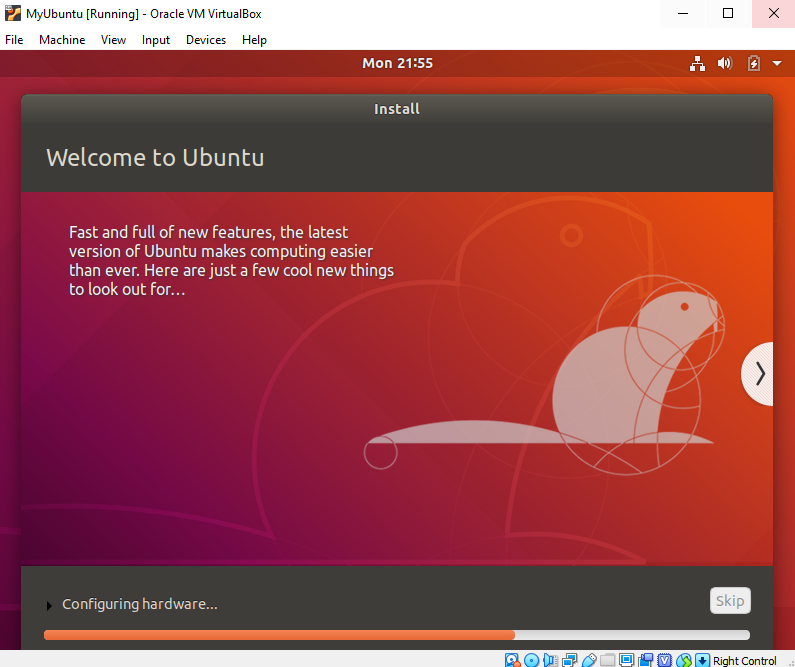 MyUbuntu [Running] - Oracle VM VirtualBox
File Machine View Input Devices Help
Mon 21:55
Install
Welcome to Ubuntu
Fast and full of new features, the latest
version of Ubuntu makes computing easier
than ever. Here are just a few cool new things
to look out for…
Configuring hardware...
Skip
Right Control